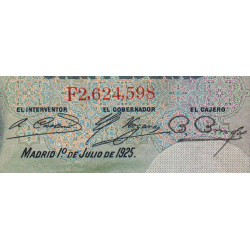 F2,624,598
EL INTERVENTOR EL GOBERNADOR EL CAJERO
MADRID 1º DE JULIO DE 1925.